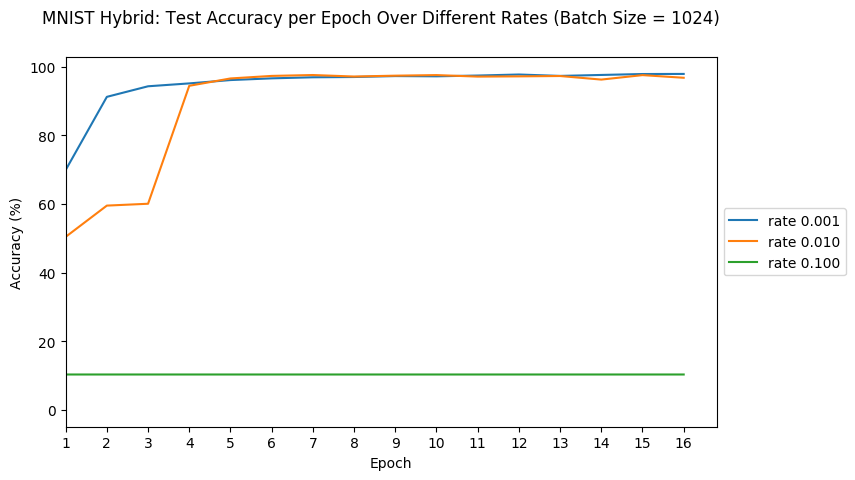 MNIST Hybrid: Test Accuracy per Epoch Over Different Rates (Batch Size = 1024)
100
80
60
40
20
0
Accuracy (%)
1 2 3 4 5 6 7 8 9 10 11 12 13 14 15 16
Epoch
rate 0.001
rate 0.010
rate 0.100